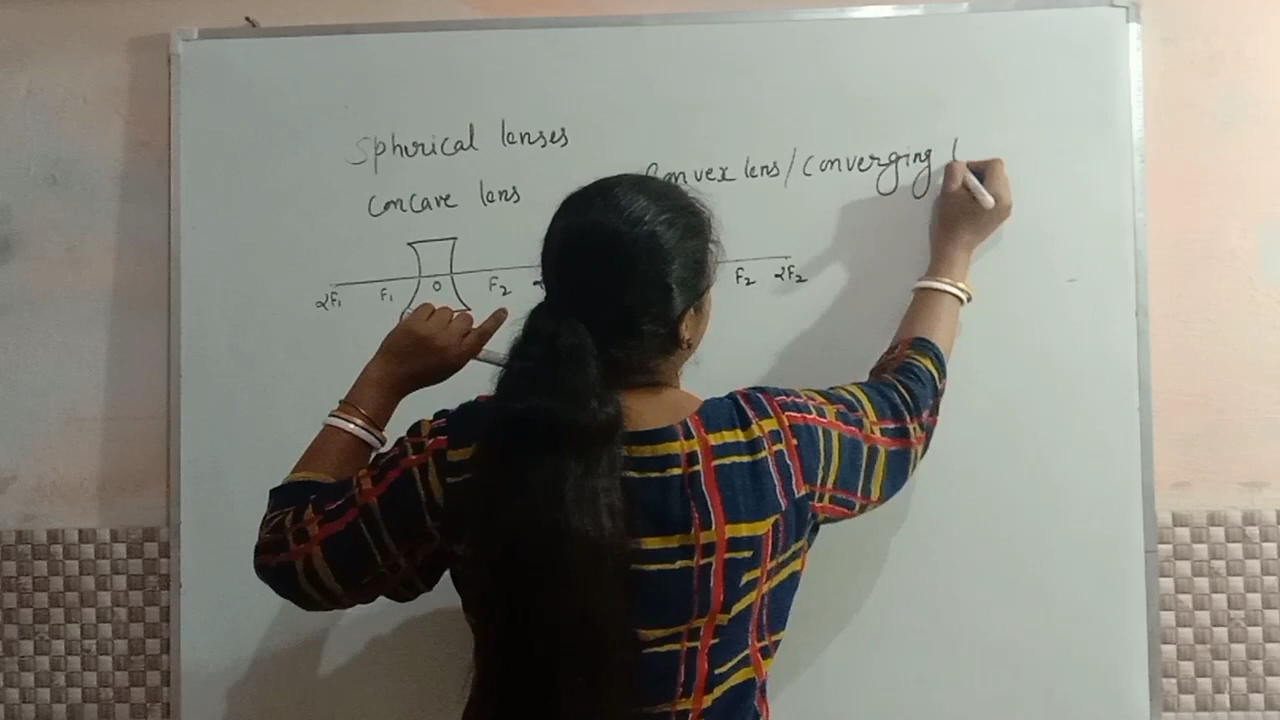 Spherical lenses
Concave lens
Convex lens/converging
2F₁ F₁ O F₂
F₂ 2F₂